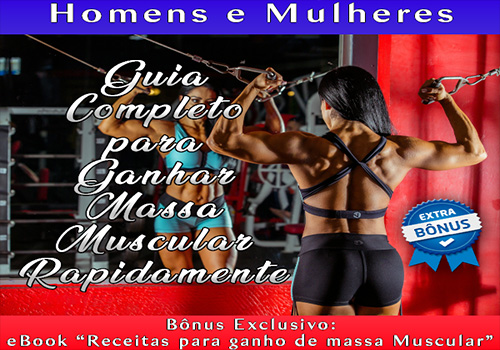 Homens e Mulheres
Guia
Completo
para
Ganhar
Massa
Muscular
Rapidamente
EXTRA
BÔNUS
Bônus Exclusivo:
eBook “Receitas para ganho de massa Muscular”